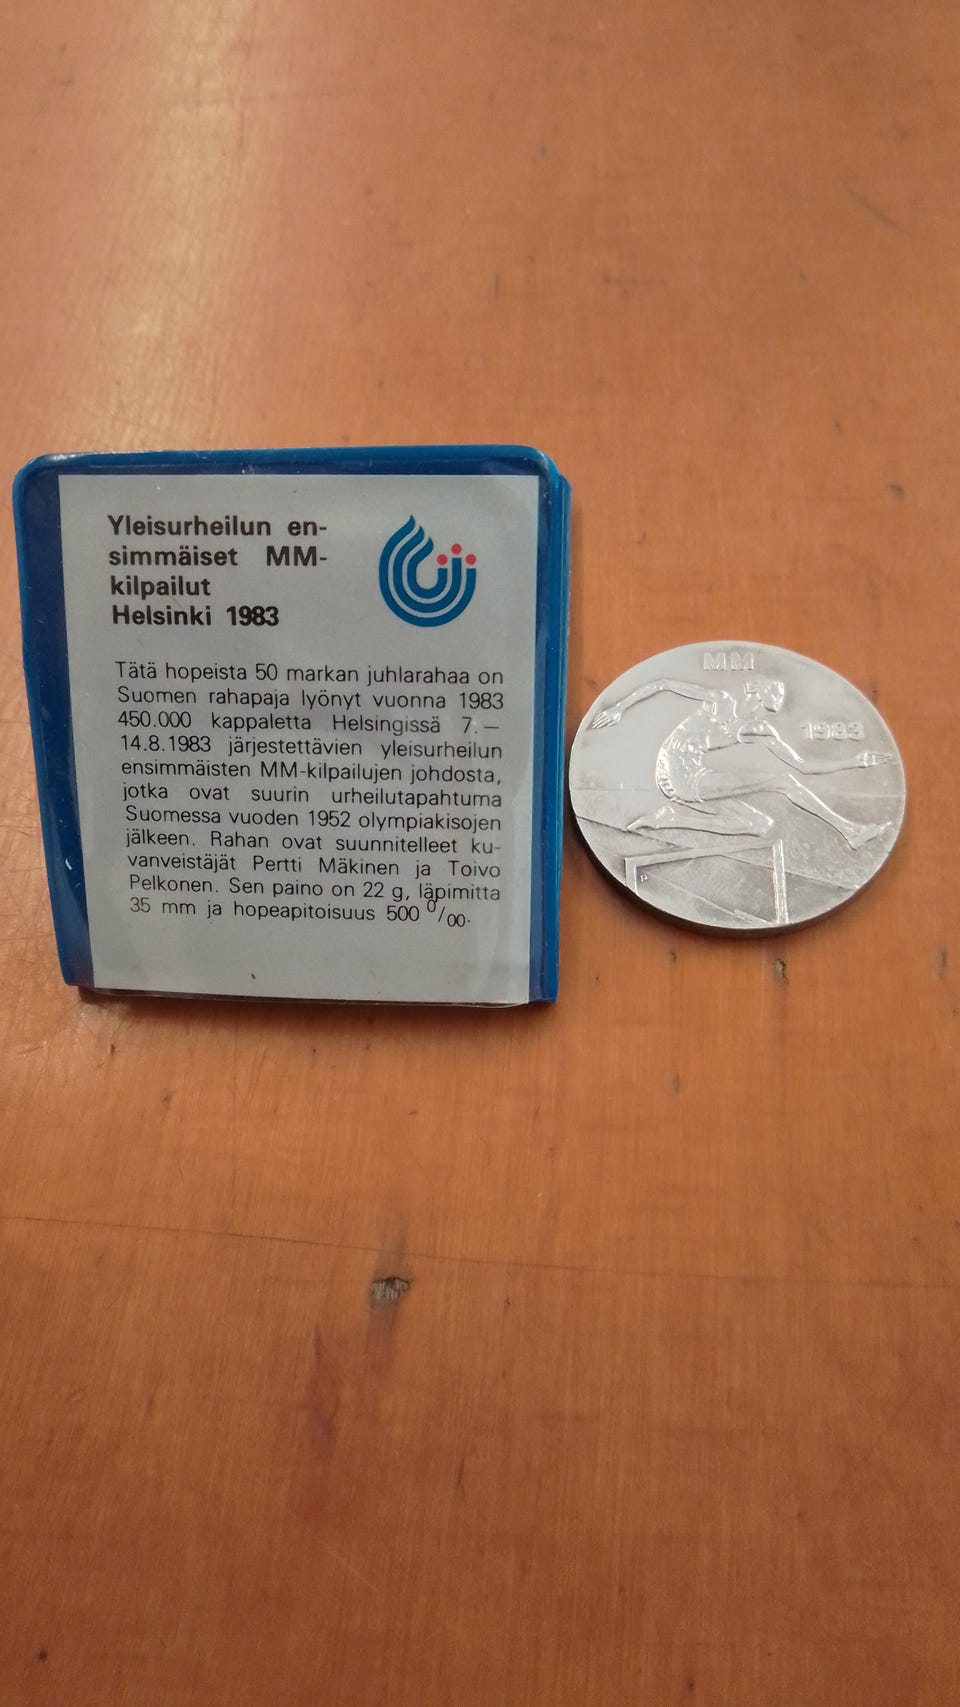 Yleisurheilun en-
simmäiset MM-
kilpailut
Helsinki 1983
Tätä hopeista 50 markan juhlarahaa on
Suomen rahapaja lyönyt vuonna 1983
450.000 kappaletta Helsingissä 7.—
14.8.1983 järjestettävien yleisurheilun
ensimmäisten MM-kilpailujen johdosta,
jotka ovat suurin urheilutapahtuma
Suomessa vuoden 1952 olympiakisojen
jälkeen. Rahan ovat suunnitelleet ku-
vanveistäjät Pertti Mäkinen ja Toivo
Pelkonen. Sen paino on 22 g, läpimitta
35 mm ja hopeapitoisuus 500 0/00.
MM
1983
P